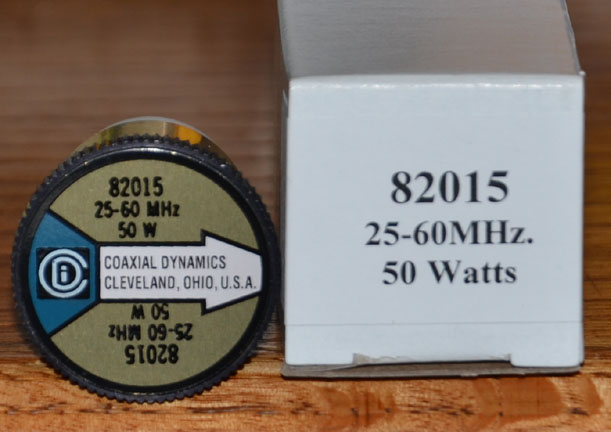 82015
25-60 MHz
50 W
CDi
COAXIAL DYNAMICS
CLEVELAND, OHIO, U.S.A.
50 W
25-60 MHz
82015
82015
25-60MHz.
50 Watts